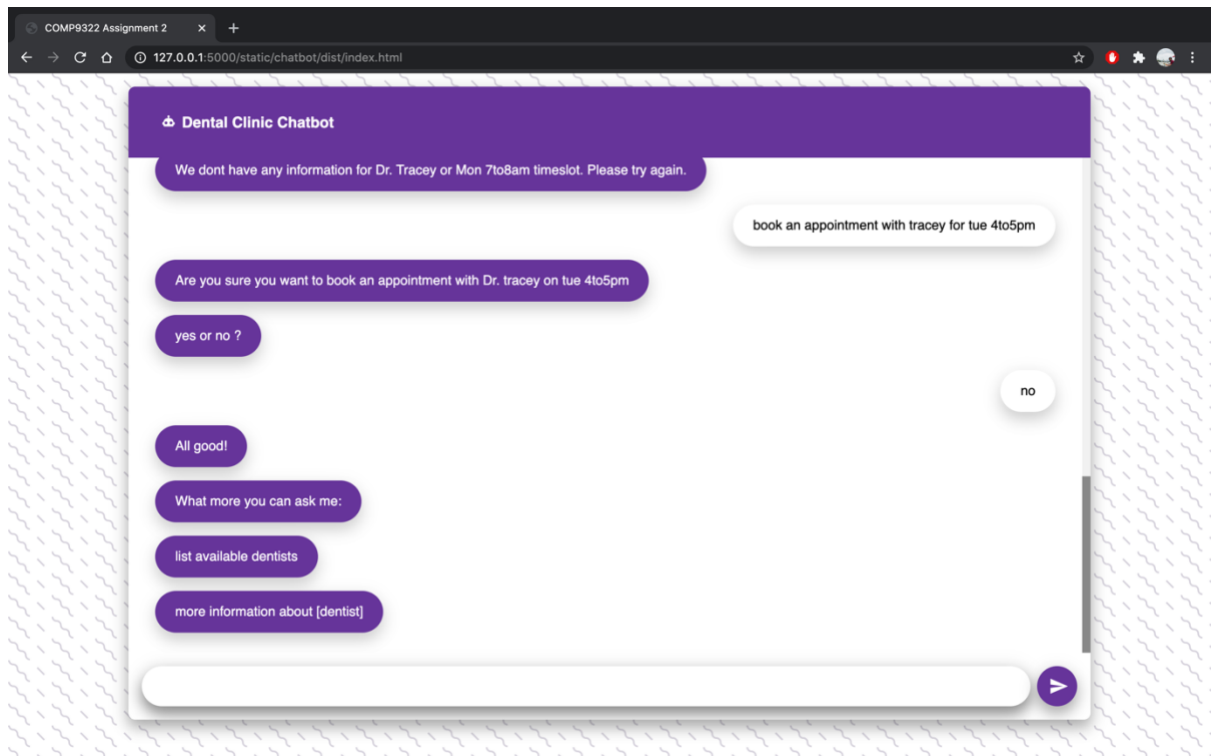 COMP9322 Assignment 2
127.0.0.1:5000/static/chatbot/dist/index.html
Dental Clinic Chatbot
We dont have any information for Dr. Tracey or Mon 7to8am timeslot. Please try again.
book an appointment with tracey for tue 4to5pm
Are you sure you want to book an appointment with Dr. tracey on tue 4to5pm
yes or no ?
no
All good!
What more you can ask me:
list available dentists
more information about [dentist]